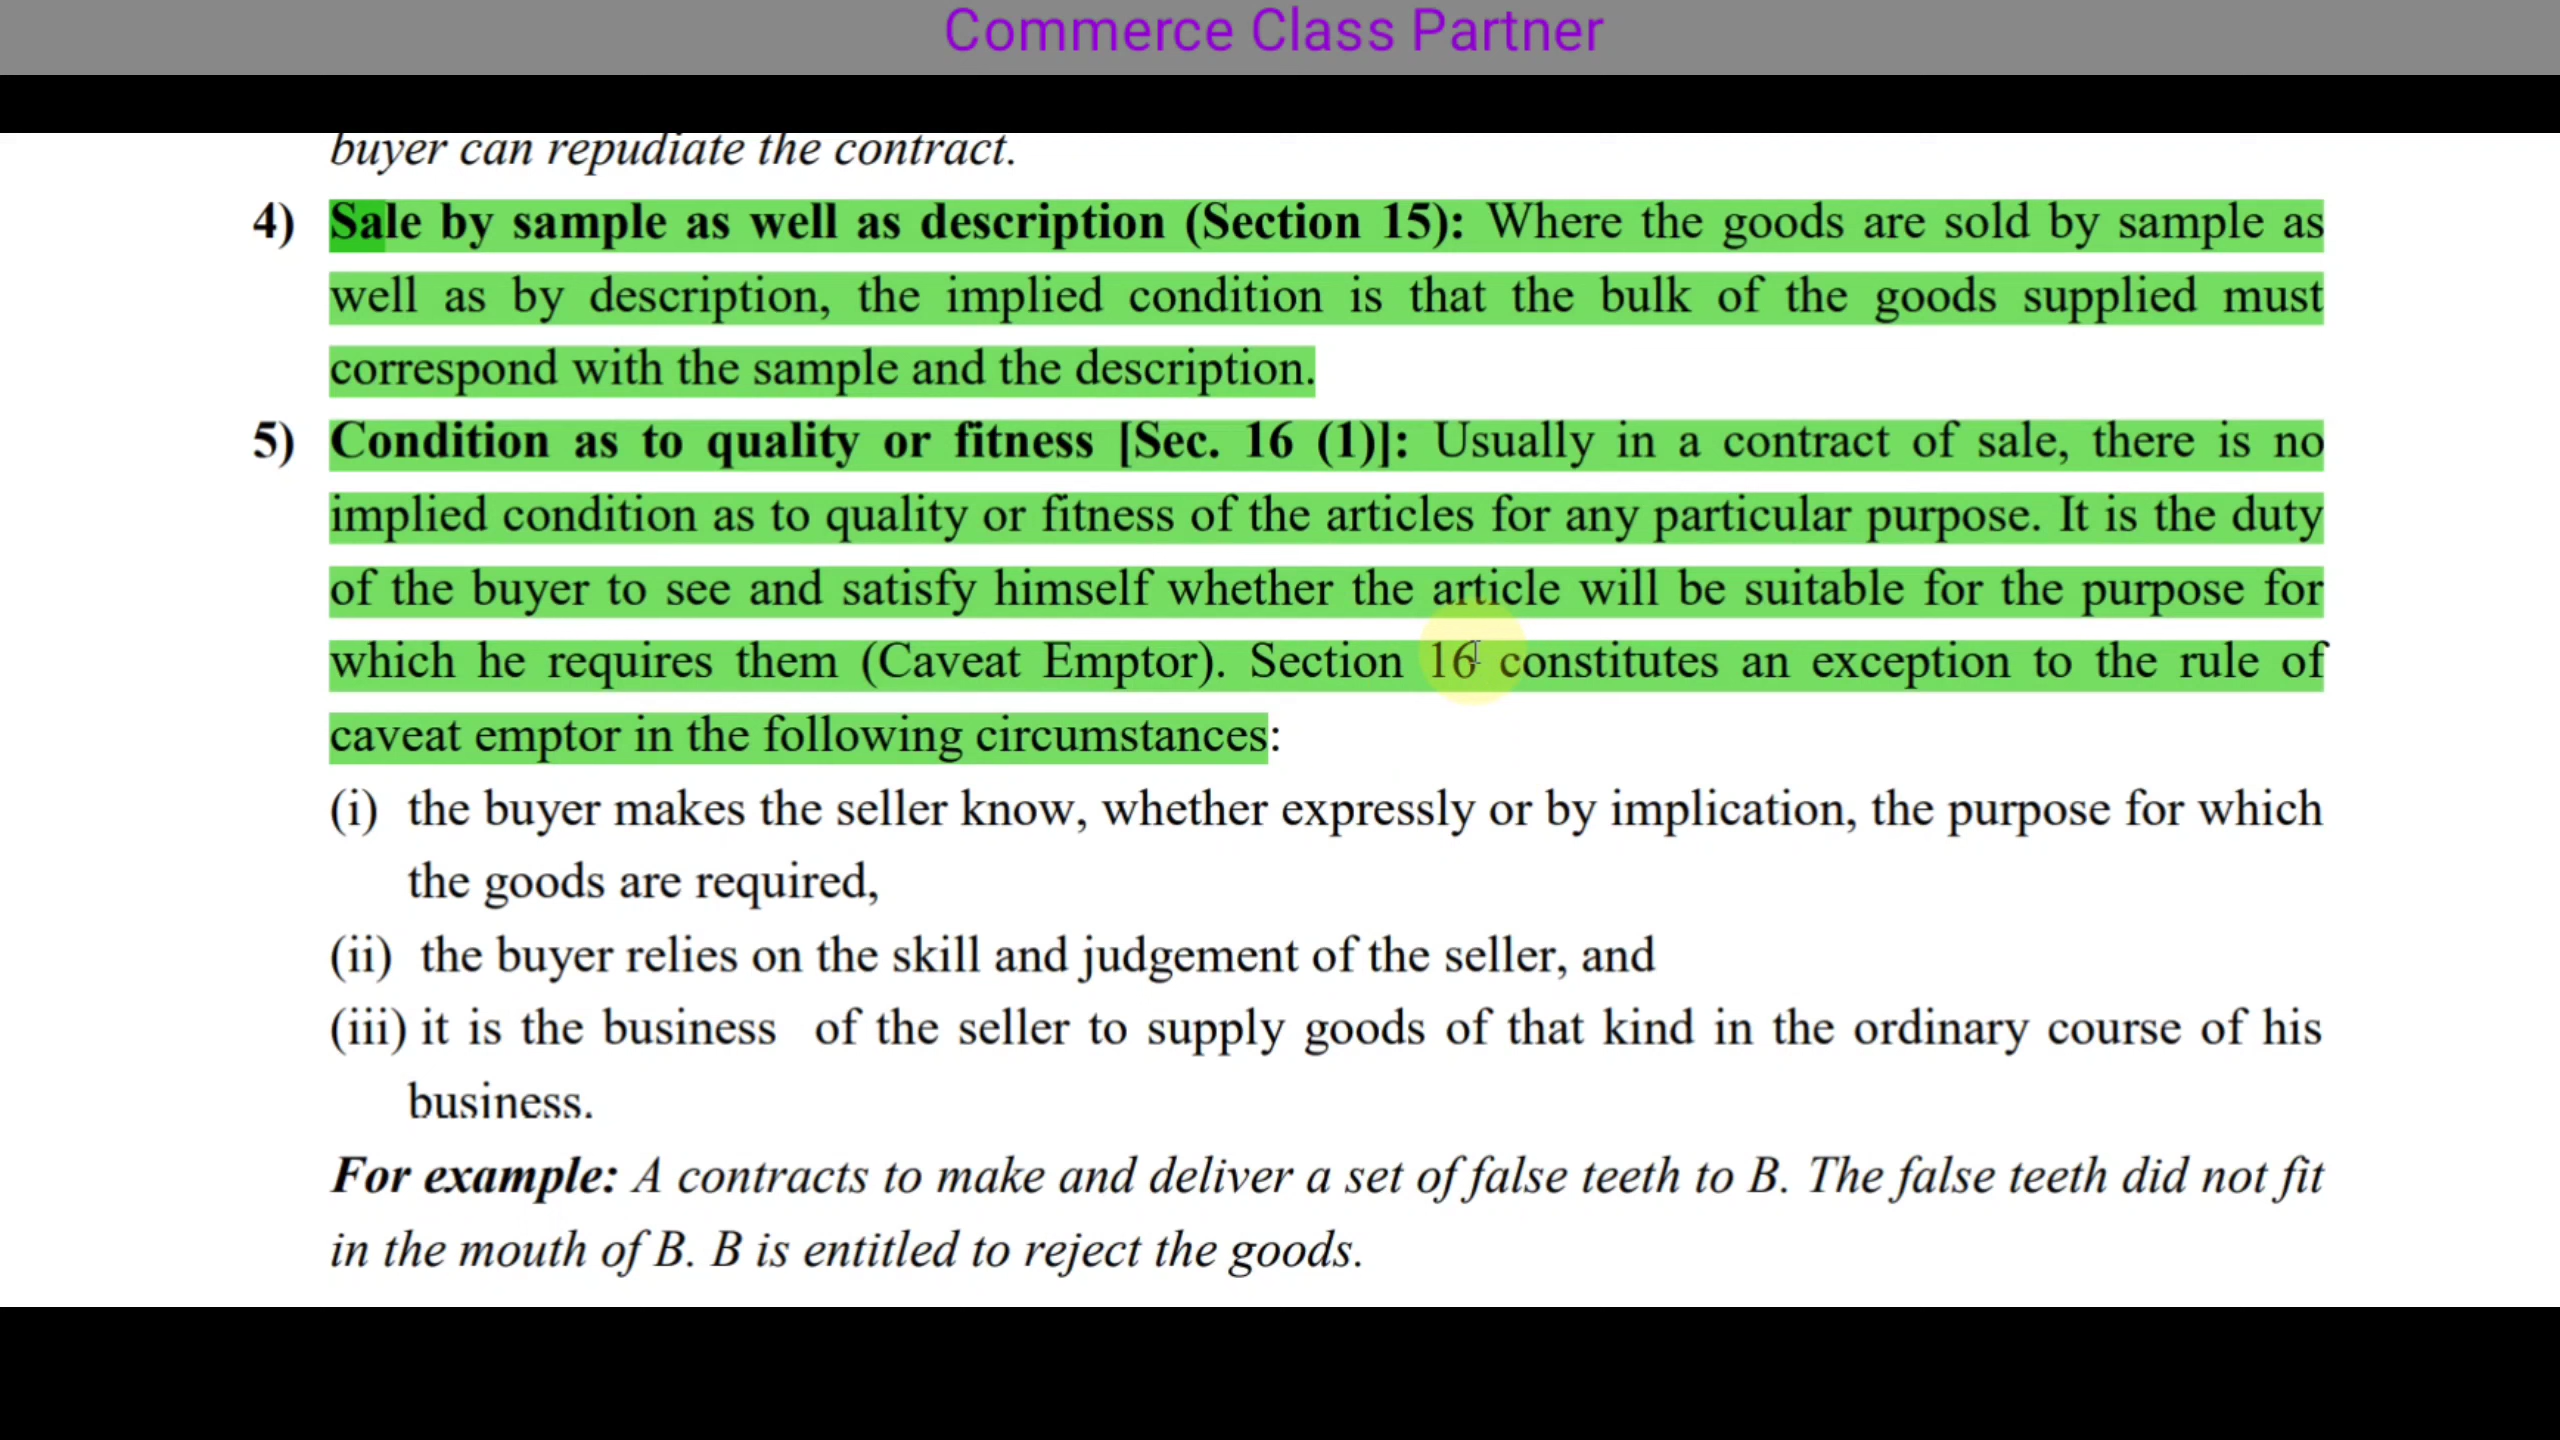 Commerce Class Partner
buyer can repudiate the contract.
4) Sale by sample as well as description (Section 15): Where the goods are sold by sample as
well as by description, the implied condition is that the bulk of the goods supplied must
correspond with the sample and the description.
5) Condition as to quality or fitness [Sec. 16 (1)]: Usually in a contract of sale, there is no
implied condition as to quality or fitness of the articles for any particular purpose. It is the duty
of the buyer to see and satisfy himself whether the article will be suitable for the purpose for
which he requires them (Caveat Emptor). Section 16 constitutes an exception to the rule of
caveat emptor in the following circumstances:
(i) the buyer makes the seller know, whether expressly or by implication, the purpose for which
the goods are required,
(ii) the buyer relies on the skill and judgement of the seller, and
(iii) it is the business of the seller to supply goods of that kind in the ordinary course of his
business.
For example: A contracts to make and deliver a set of false teeth to B. The false teeth did not fit
in the mouth of B. B is entitled to reject the goods.